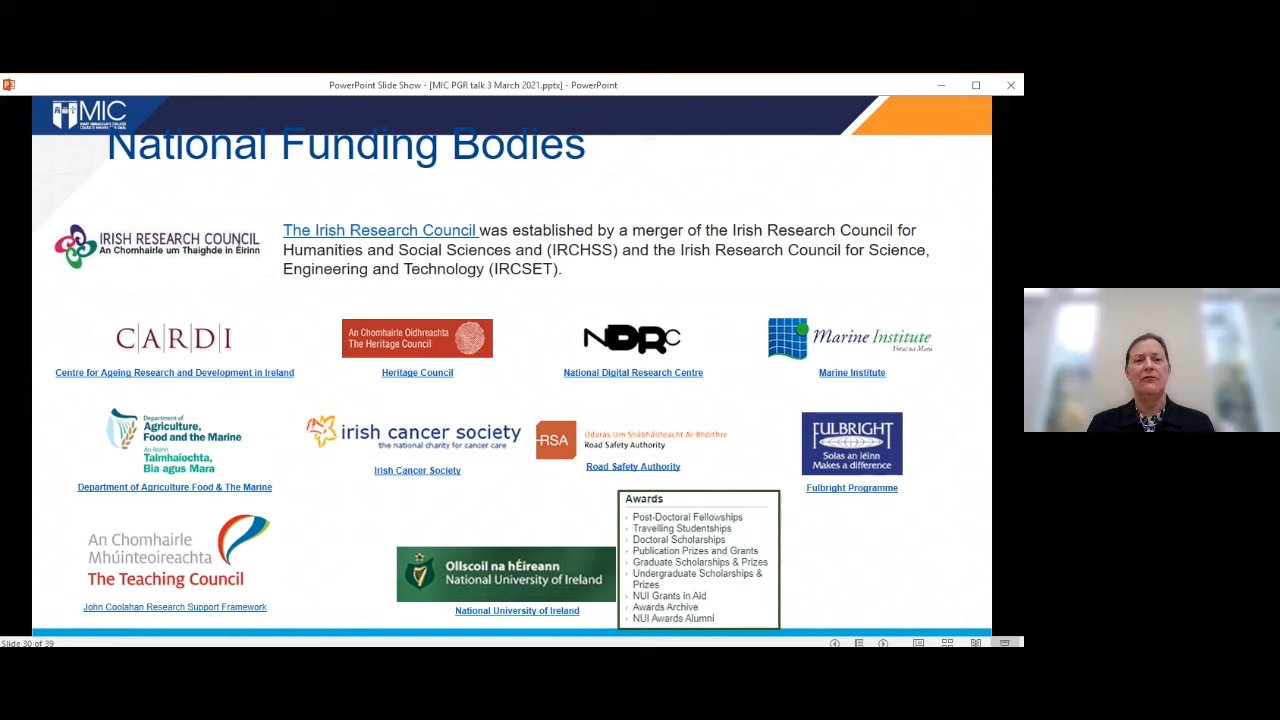 PowerPoint Slide Show - [MIC PGR talk 3 March 2021.pptx] - PowerPoint
MIC
National Funding Bodies
IRISH RESEARCH COUNCIL
An Chomhairle um Thaighde in Éirinn
The Irish Research Council was established by a merger of the Irish Research Council for
Humanities and Social Sciences and (IRCHSS) and the Irish Research Council for Science,
Engineering and Technology (IRCSET).
CARDI
Centre for Ageing Research and Development in Ireland
An Chomhairle Oidhreachta
The Heritage Council
Heritage Council
NDRC
National Digital Research Centre
Marine Institute
Foras na Mara
Marine Institute
Department of
Agriculture,
Food and the Marine
An Roinn
Talmhaíochta,
Bia agus Mara
Department of Agriculture Food & The Marine
irish cancer society
the national charity for cancer care
Irish Cancer Society
RSA
Údarás Um Shábháilteacht Ar Bhóithre
Road Safety Authority
Road Safety Authority
FULBRIGHT
Solas an léinn
Makes a difference
Fulbright Programme
An Chomhairle
Mhúinteoireachta
The Teaching Council
John Coolahan Research Support Framework
Ollscoil na hÉireann
National University of Ireland
National University of Ireland
Awards
Post-Doctoral Fellowships
Travelling Studentships
Doctoral Scholarships
Publication Prizes and Grants
Graduate Scholarships & Prizes
Undergraduate Scholarships &
Prizes
NUI Grants in Aid
Awards Archive
NUI Awards Alumni
Slide 30 of 39